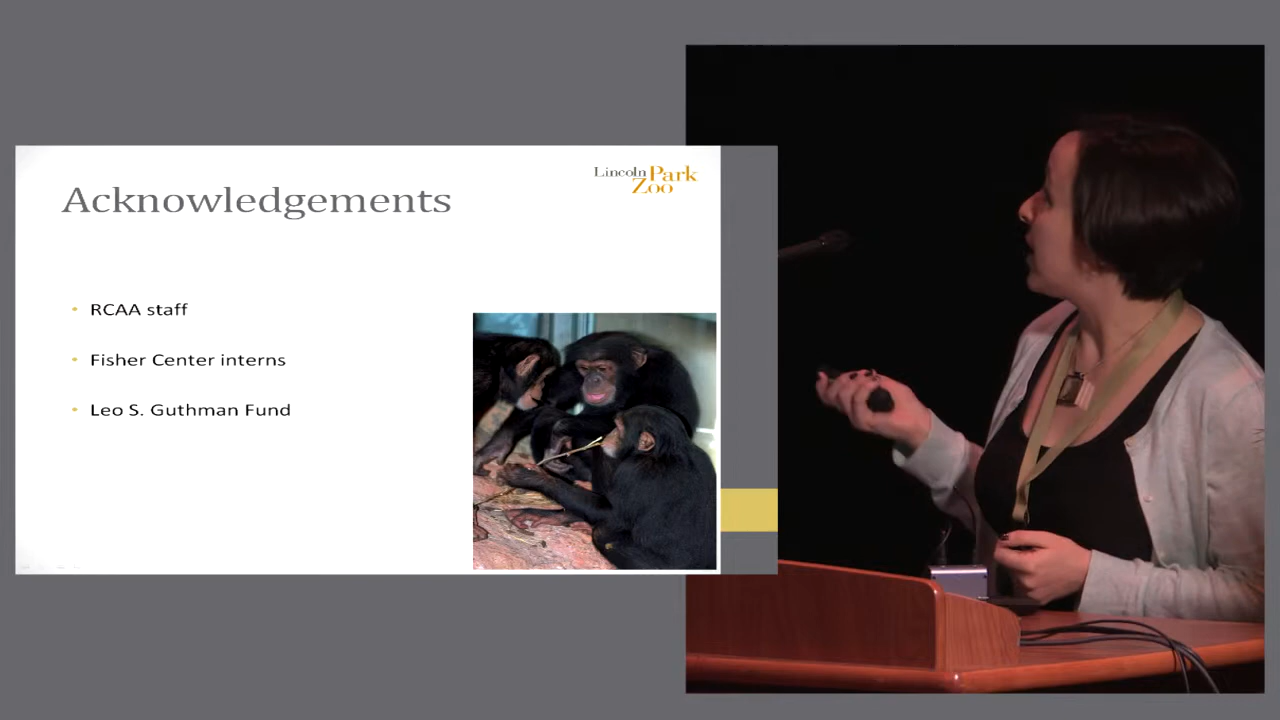 Acknowledgements
Lincoln Park
Zoo
RCAA staff
Fisher Center interns
Leo S. Guthman Fund